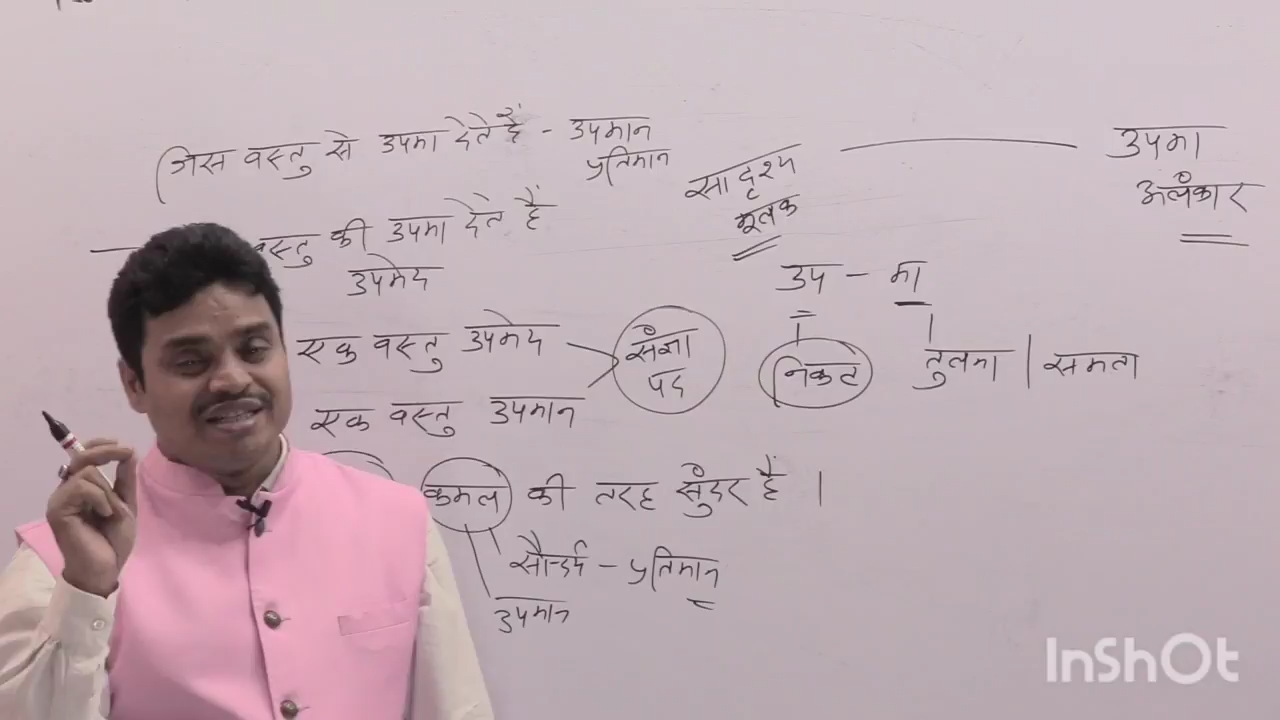 जिस वस्तु से उपमा देते हैं - उपमान
प्रतिमान
वस्तु की उपमा देते हैं
उपमेय
एक वस्तु उपमेय
एक वस्तु उपमान
संज्ञा
पद
कमल की तरह सुंदर है ।
सौन्दर्य - प्रतिमान
उपमान
सादृश्य
मूलक
उपमा
अलंकार
उप - मा
निकट
तुलना | समता
InShOt